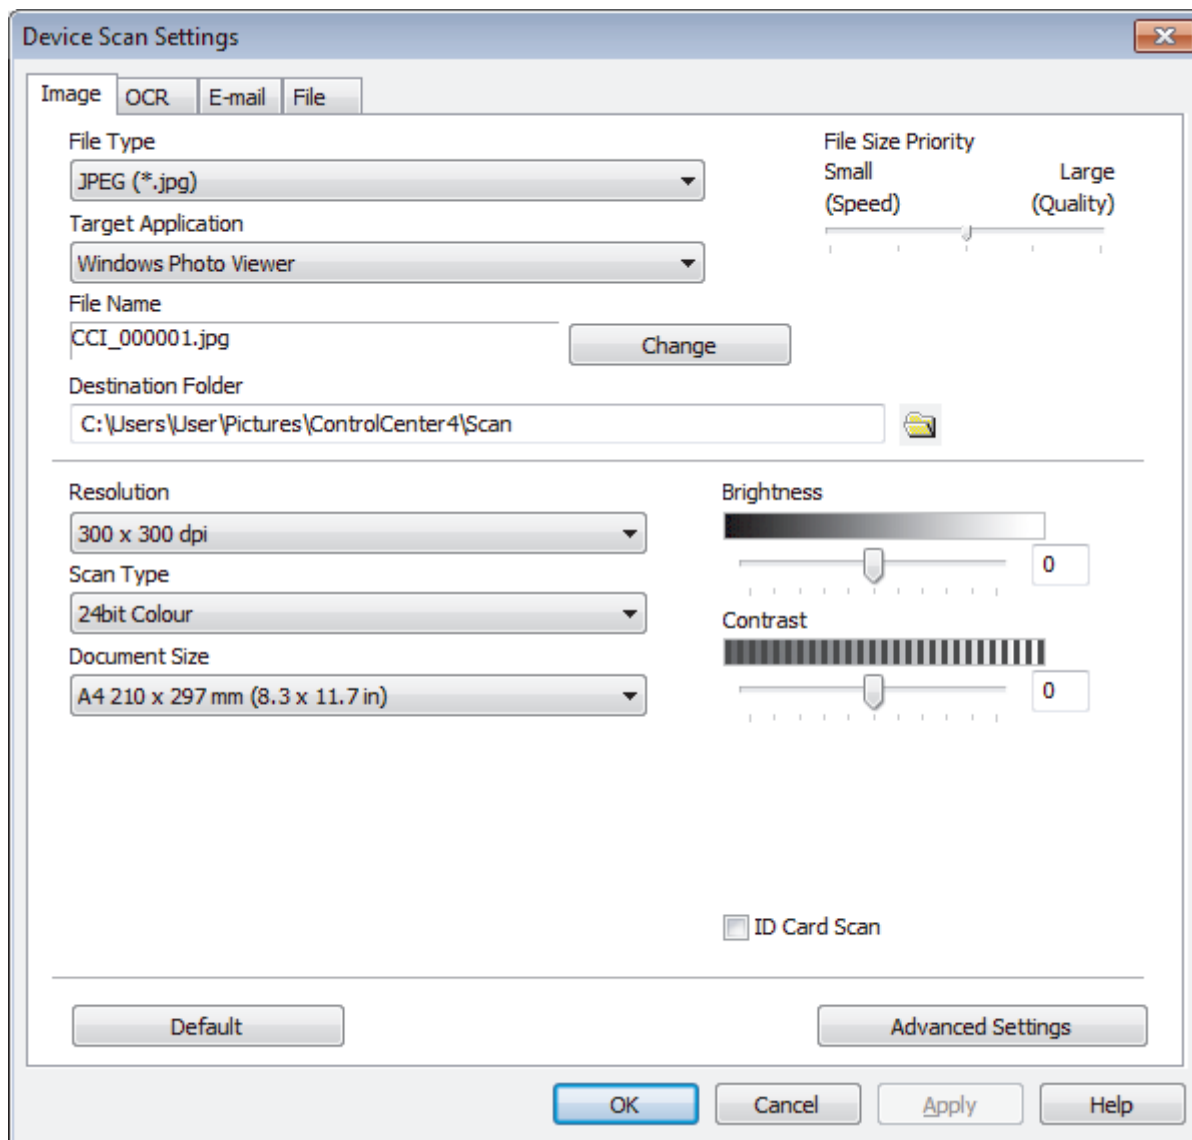 Device Scan Settings
Image OCR E-mail File
File Type
JPEG (*.jpg)
Target Application
Windows Photo Viewer
File Name
CCI_000001.jpg
Change
Destination Folder
C:\Users\User\Pictures\ControlCenter4\Scan
File Size Priority
Small Large
(Speed) (Quality)
Resolution
300 x 300 dpi
Scan Type
24bit Colour
Document Size
A4 210 x 297 mm (8.3 x 11.7 in)
Brightness
0
Contrast
0
ID Card Scan
Default Advanced Settings
OK Cancel Apply Help